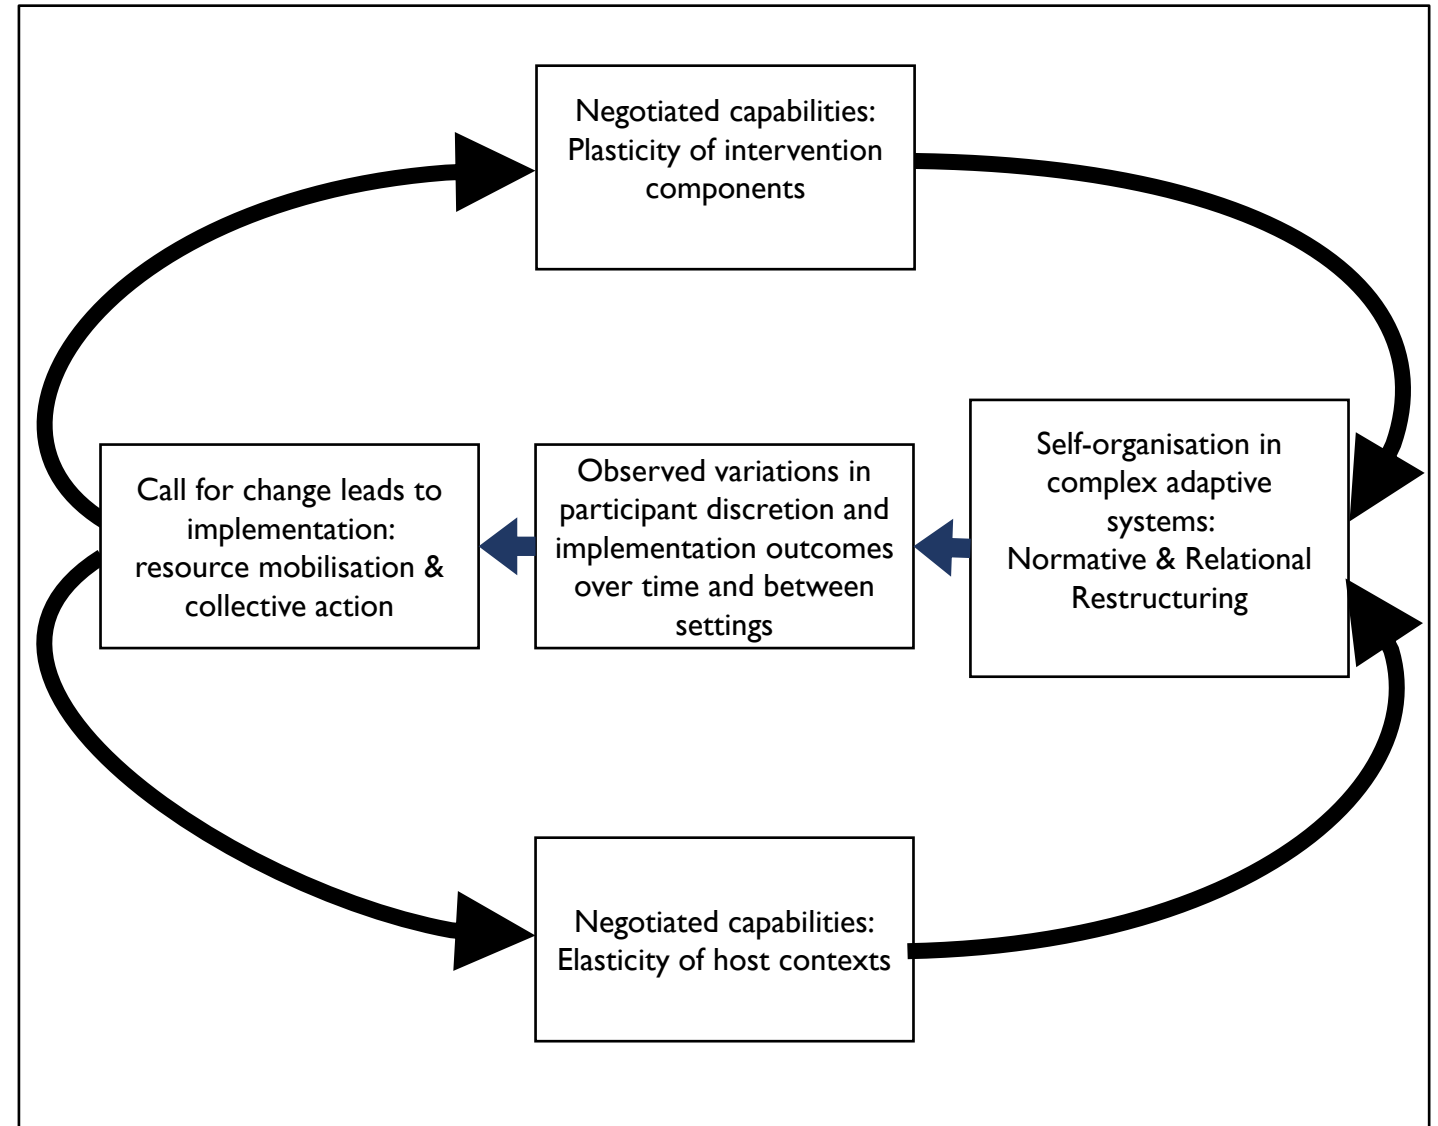 Negotiated capabilities:
Plasticity of intervention
components
Call for change leads to
implementation:
resource mobilisation &
collective action
Observed variations in
participant discretion and
implementation outcomes
over time and between
settings
Self-organisation in
complex adaptive
systems:
Normative & Relational
Restructuring
Negotiated capabilities:
Elasticity of host contexts